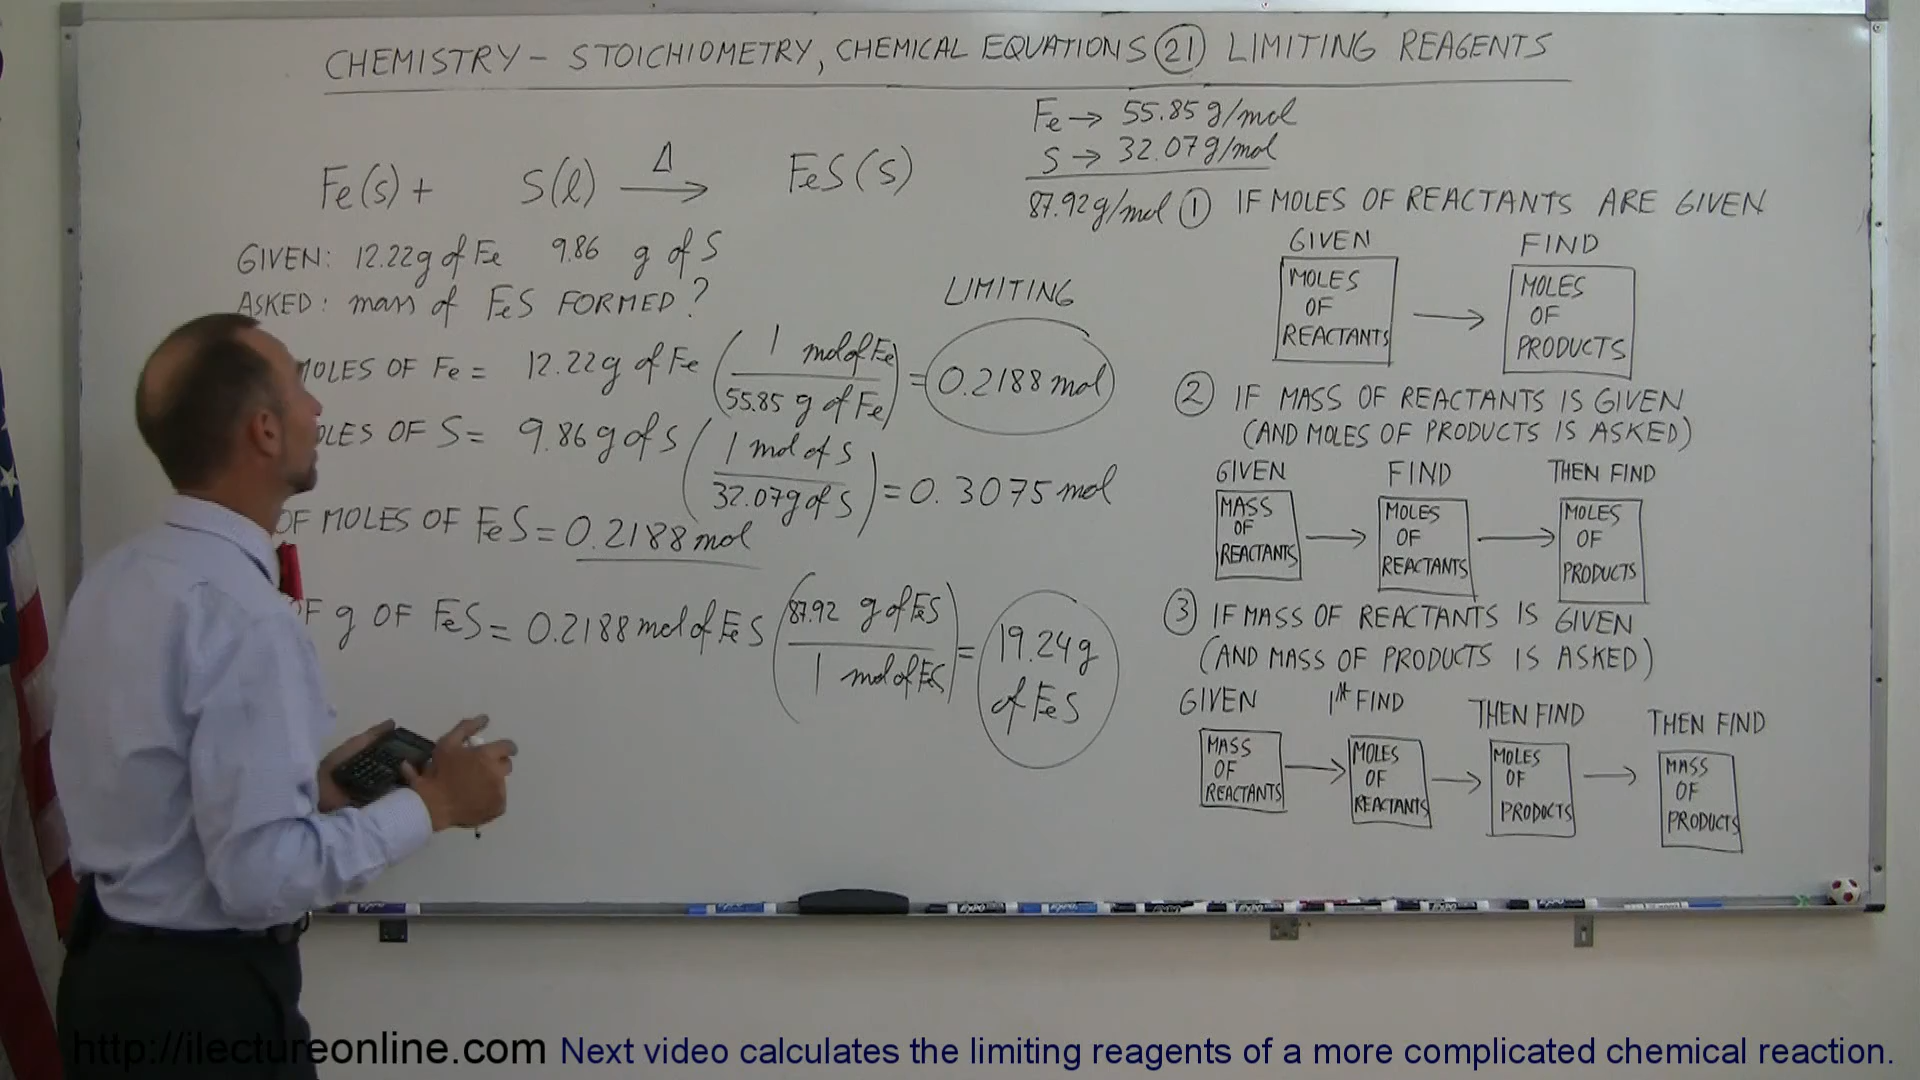 CHEMISTRY - STOICHIOMETRY, CHEMICAL EQUATIONS 21 LIMITING REAGENTS
Fe → 55.85 g/mol
S → 32.07 g/mol
87.92 g/mol
Fe(s) + S(l) Δ → FeS(s)
GIVEN: 12.22 g of Fe 9.86 g of S
ASKED: mass of FeS FORMED?
LIMITING
MOLES OF Fe = 12.22 g of Fe (1 mol of Fe / 55.85 g of Fe) = 0.2188 mol
OLES OF S = 9.86 g of S (1 mol of S / 32.07 g of S) = 0.3075 mol
OF MOLES OF FeS = 0.2188 mol
F g OF FeS = 0.2188 mol of FeS (87.92 g of FeS / 1 mol of FeS) = 19.24 g of FeS
① IF MOLES OF REACTANTS ARE GIVEN
GIVEN FIND
MOLES OF REACTANTS → MOLES OF PRODUCTS
② IF MASS OF REACTANTS IS GIVEN
(AND MOLES OF PRODUCTS IS ASKED)
GIVEN FIND THEN FIND
MASS OF REACTANTS → MOLES OF REACTANTS → MOLES OF PRODUCTS
③ IF MASS OF REACTANTS IS GIVEN
(AND MASS OF PRODUCTS IS ASKED)
GIVEN 1st FIND THEN FIND THEN FIND
MASS OF REACTANTS → MOLES OF REACTANTS → MOLES OF PRODUCTS → MASS OF PRODUCTS
http://ilectureonline.com Next video calculates the limiting reagents of a more complicated chemical reaction.